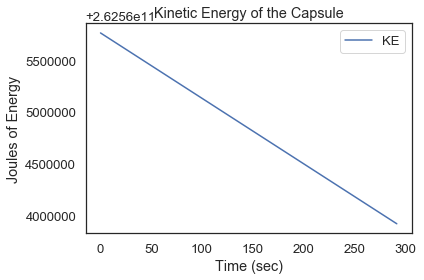 +2.6256e11
Kinetic Energy of the Capsule
KE
Joules of Energy
5500000
5000000
4500000
4000000
0 50 100 150 200 250 300
Time (sec)